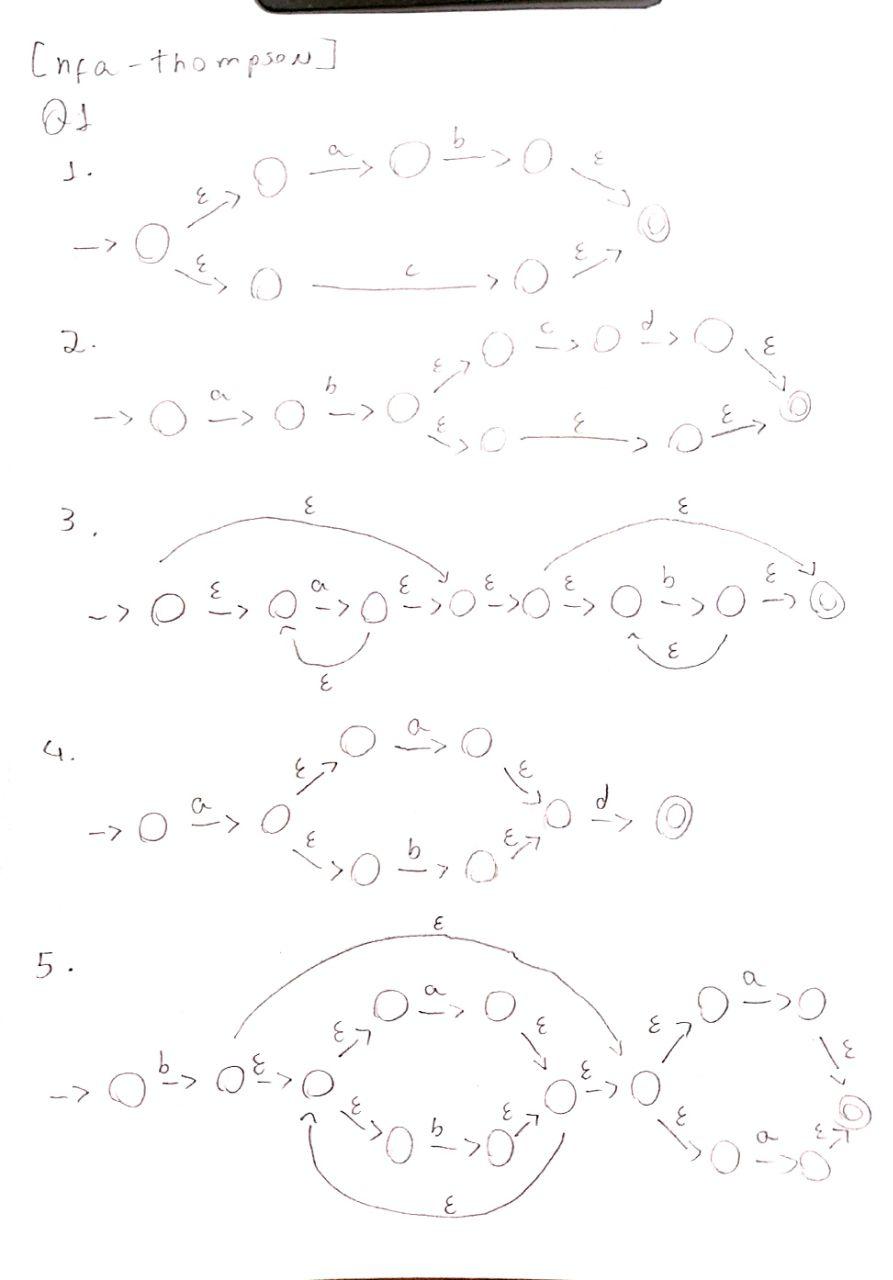 [nfa-thompson]
Q1
1.
a b
ε ε
ε c ε
2.
c d
ε ε
a b
ε ε ε
3.
ε ε
ε a ε ε ε b ε
ε ε
4.
a
ε ε
a d
ε b ε
5.
ε
a a
ε ε ε ε
b ε ε
ε b ε ε a ε
ε